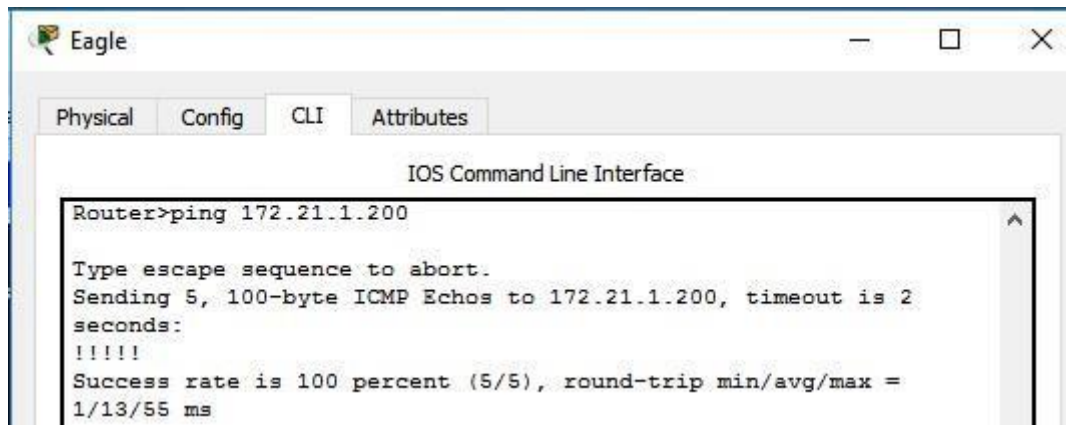 Eagle
Physical Config CLI Attributes
IOS Command Line Interface
Router>ping 172.21.1.200
Type escape sequence to abort.
Sending 5, 100-byte ICMP Echos to 172.21.1.200, timeout is 2
seconds:
!!!!!
Success rate is 100 percent (5/5), round-trip min/avg/max =
1/13/55 ms